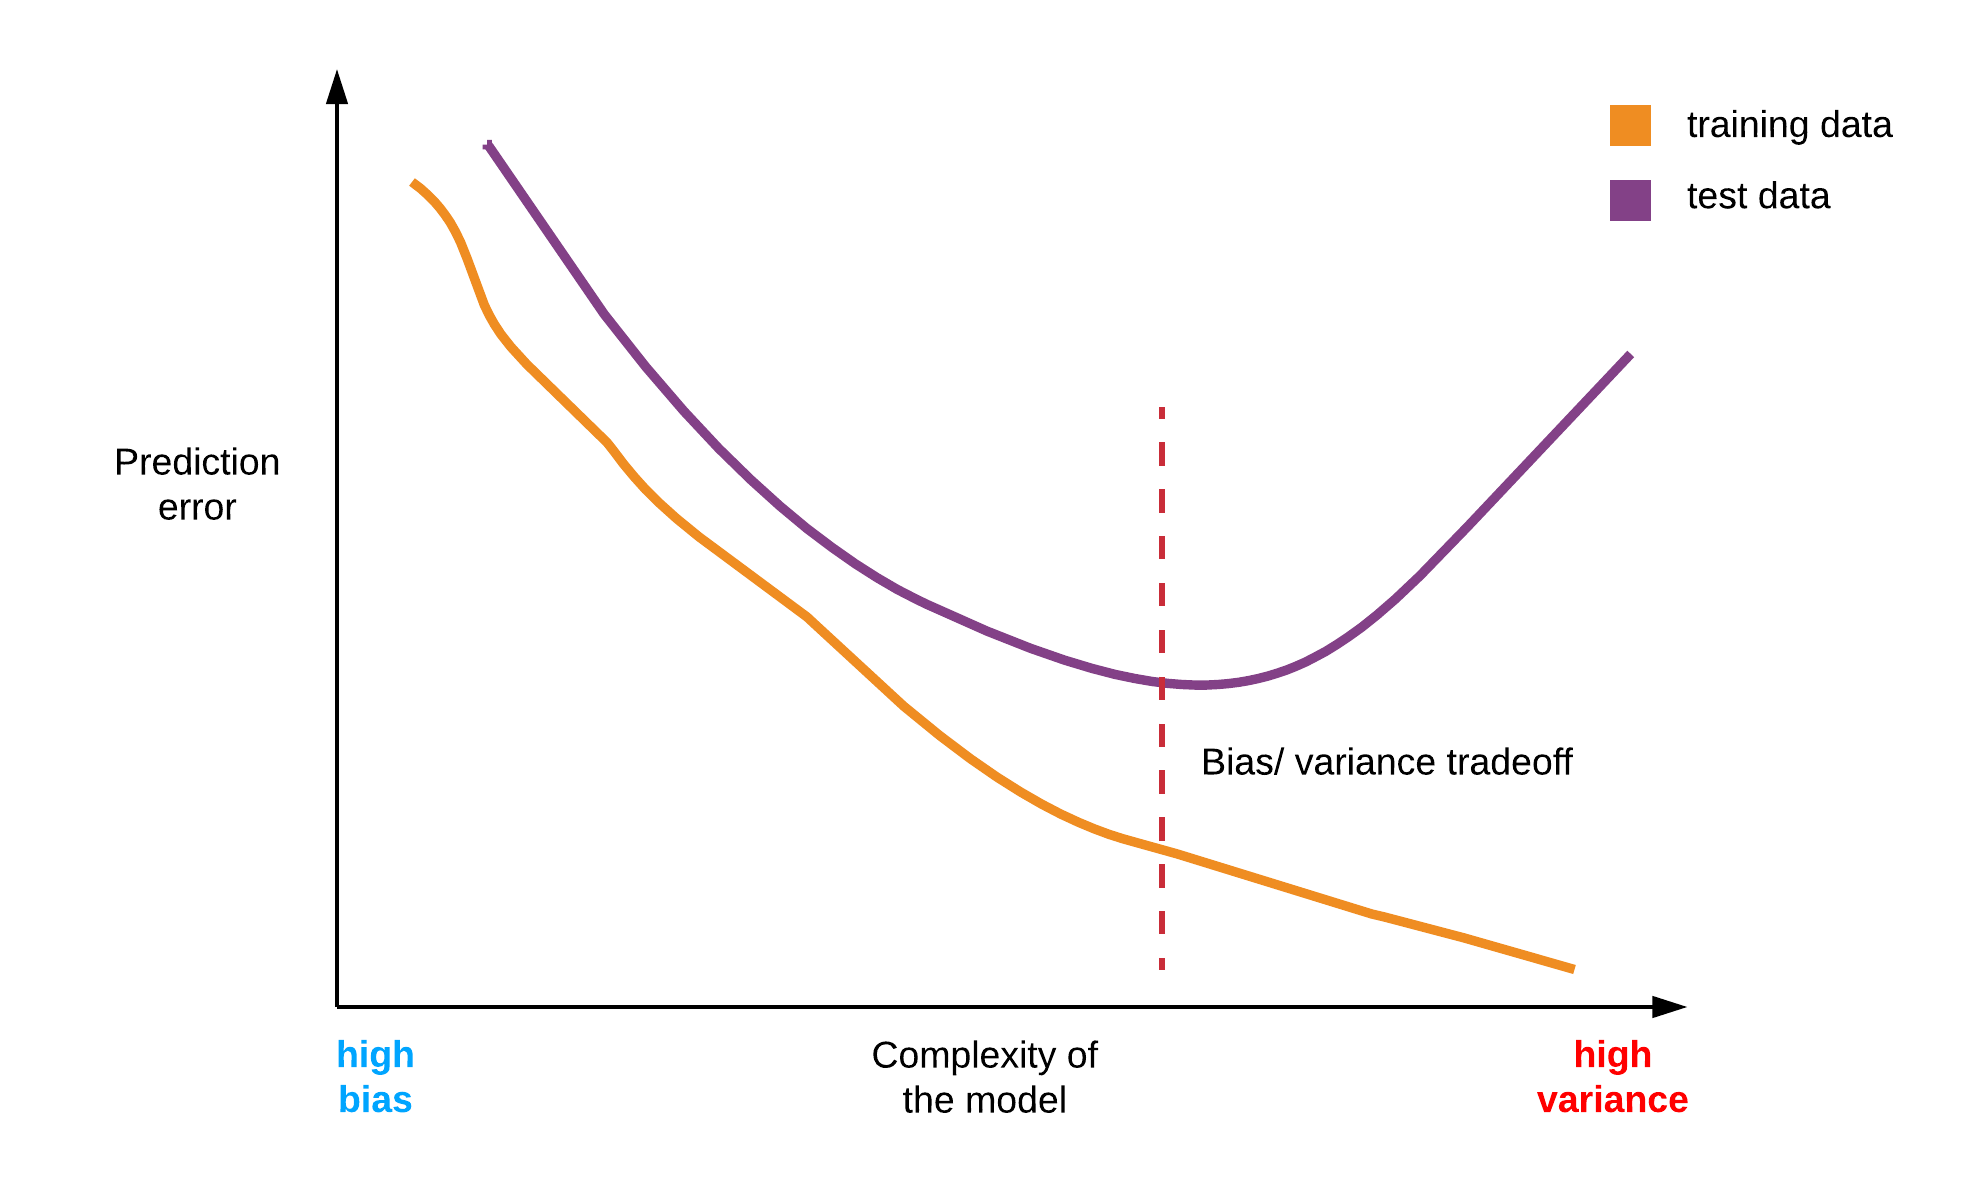 training data
test data
Prediction
error
Bias/ variance tradeoff
high
bias
Complexity of
the model
high
variance